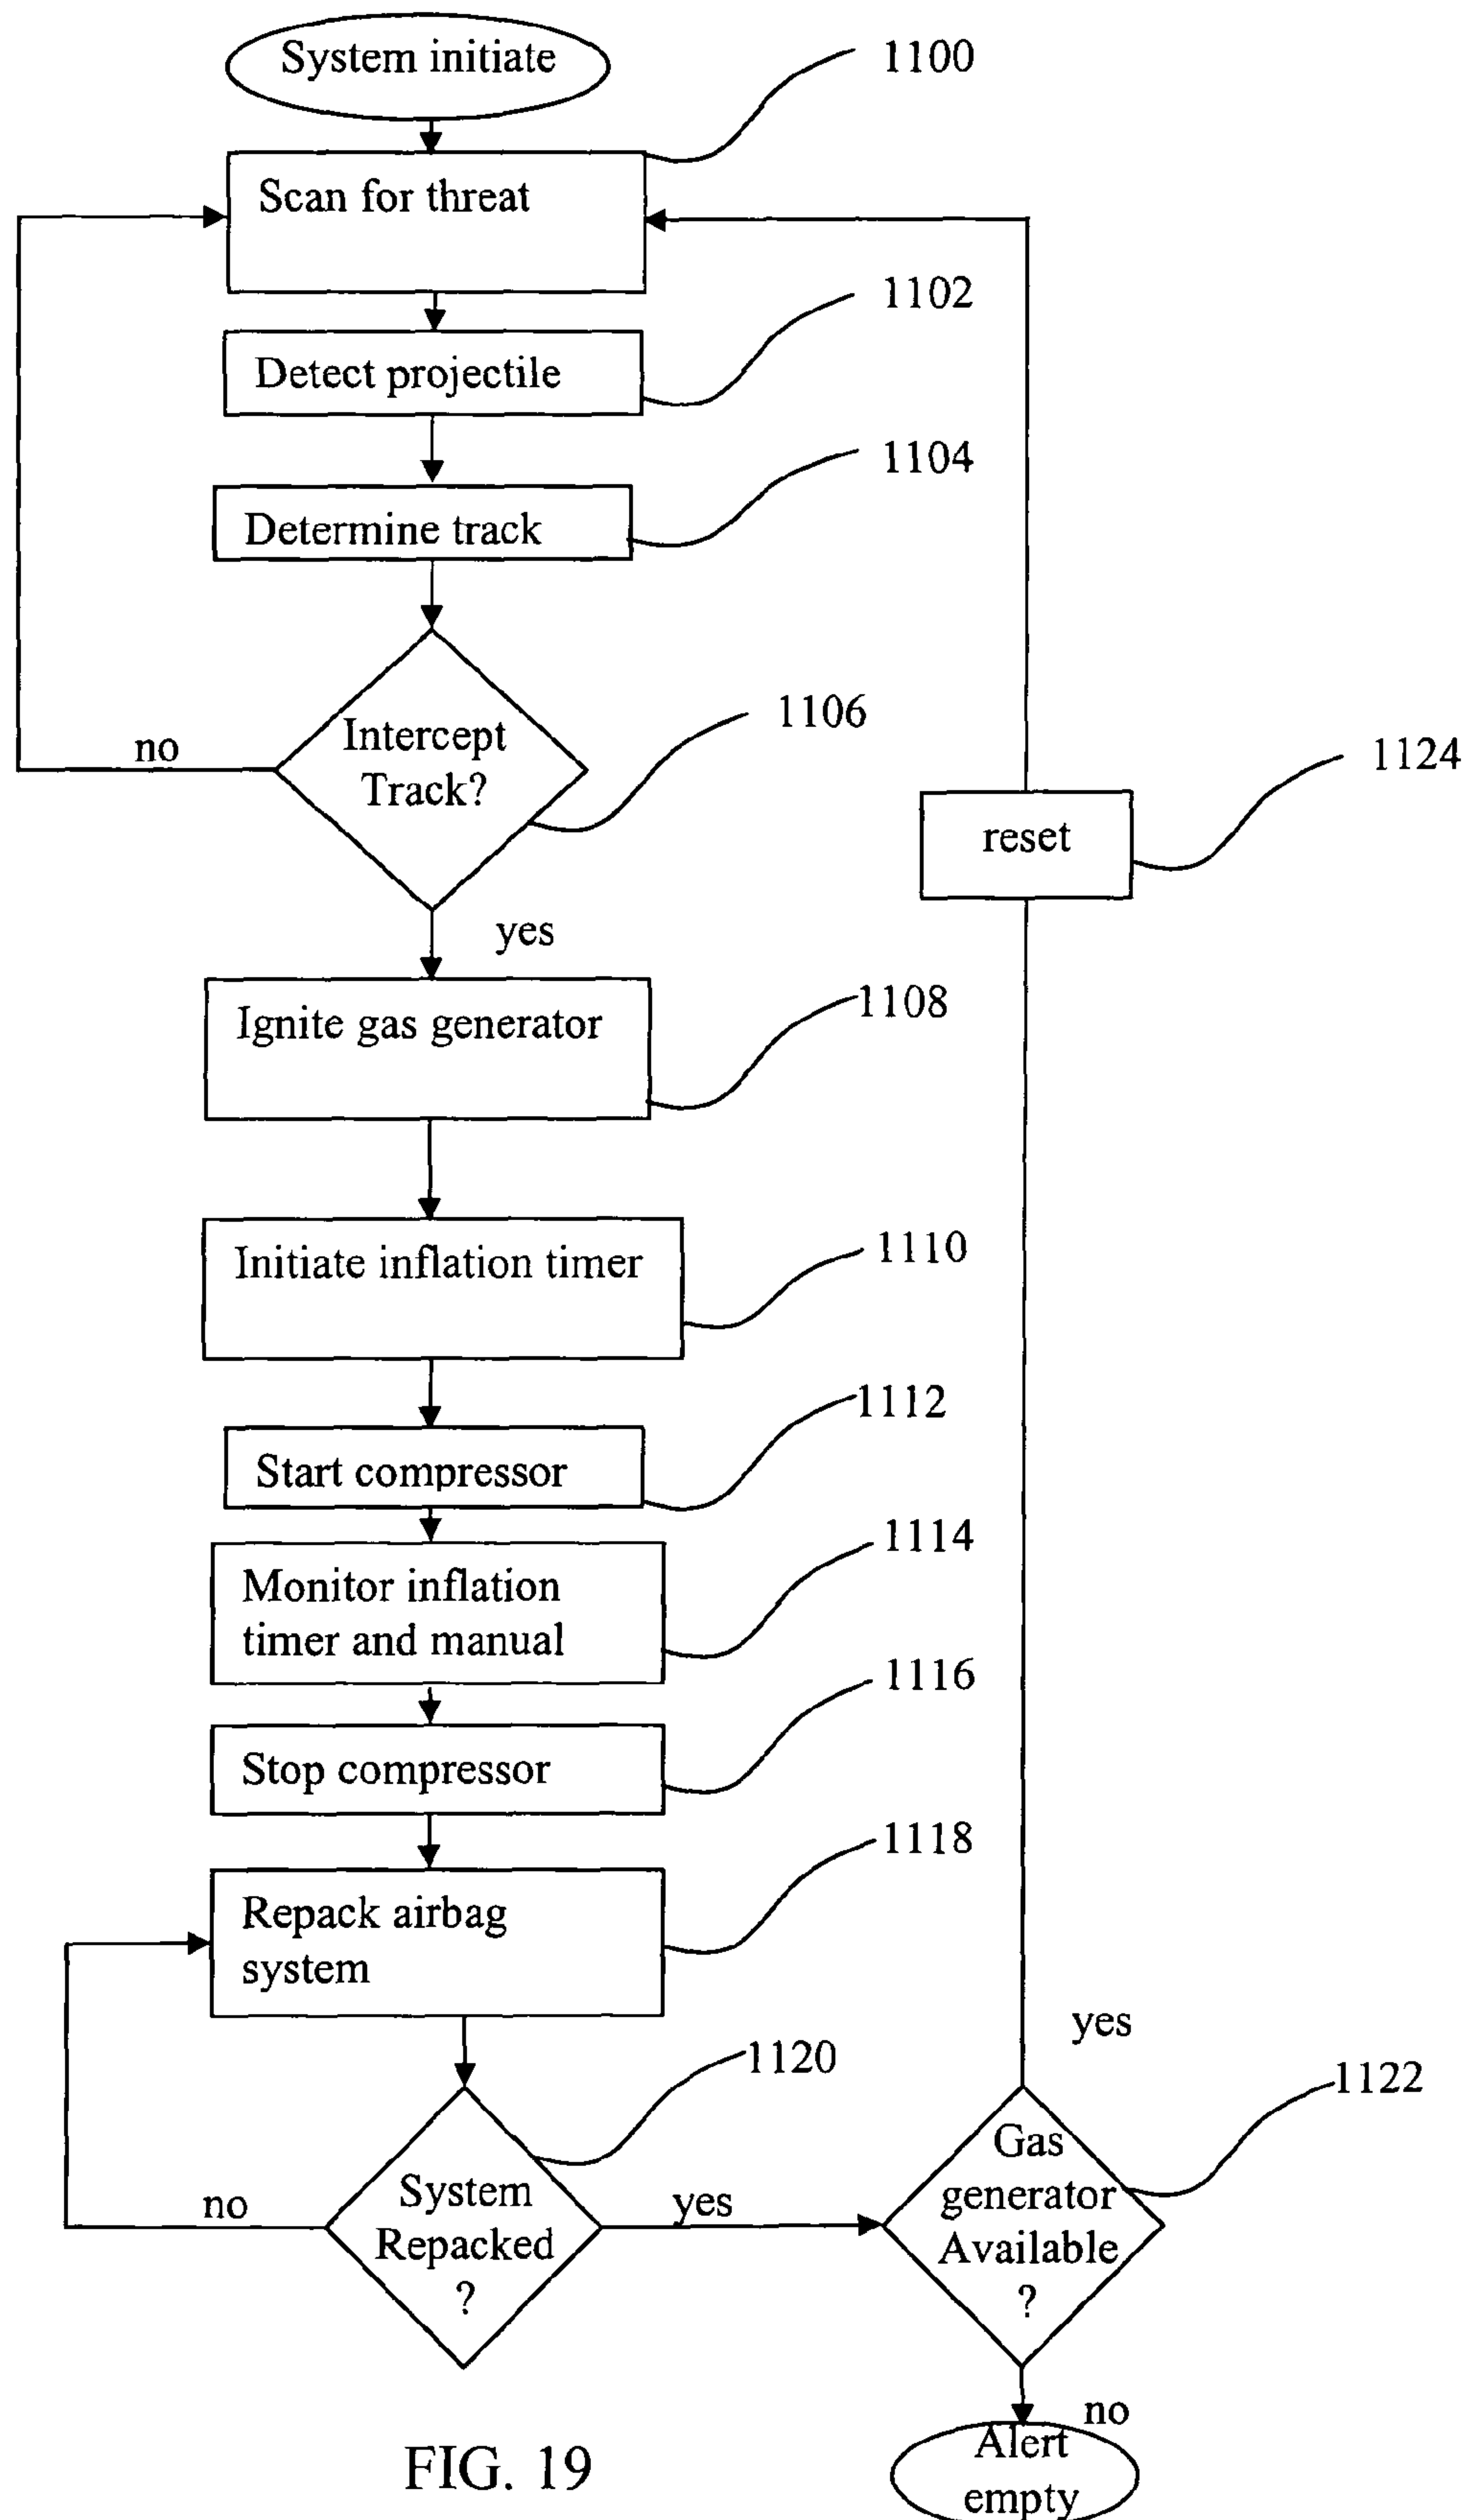 System initiate
1100
Scan for threat
1102
Detect projectile
1104
Determine track
1106
Intercept
Track?
no
1124
reset
yes
1108
Ignite gas generator
1110
Initiate inflation timer
1112
Start compressor
1114
Monitor inflation
timer and manual
1116
Stop compressor
1118
Repack airbag
system
yes
1120
1122
Gas
generator
Available
?
System
Repacked
?
no
yes
no
Alert
empty
FIG. 19